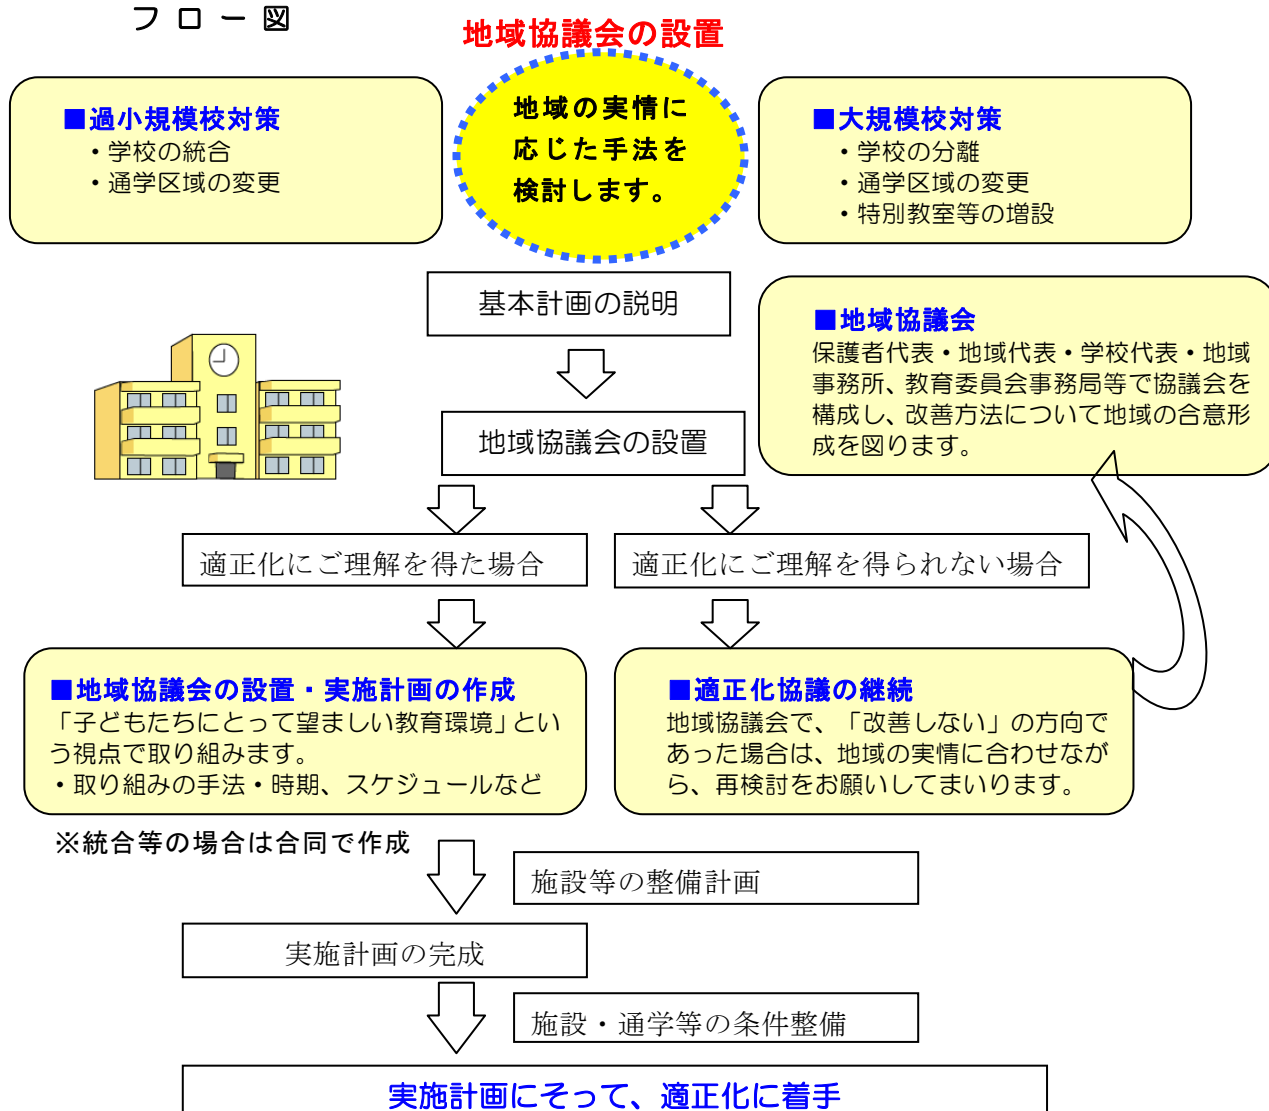 フロー図
地域協議会の設置
■過小規模校対策
・学校の統合
・通学区域の変更
地域の実情に
応じた手法を
検討します。
■大規模校対策
・学校の分離
・通学区域の変更
・特別教室等の増設
基本計画の説明
■地域協議会
保護者代表・地域代表・学校代表・地域
事務所、教育委員会事務局等で協議会を
構成し、改善方法について地域の合意形
成を図ります。
地域協議会の設置
適正化にご理解を得た場合
適正化にご理解を得られない場合
■地域協議会の設置・実施計画の作成
「子どもたちにとって望ましい教育環境」とい
う視点で取り組みます。
・取り組みの手法・時期、スケジュールなど
■適正化協議の継続
地域協議会で、「改善しない」の方向で
あった場合は、地域の実情に合わせなが
ら、再検討をお願いしてまいります。
※統合等の場合は合同で作成
施設等の整備計画
実施計画の完成
施設・通学等の条件整備
実施計画にそって、適正化に着手